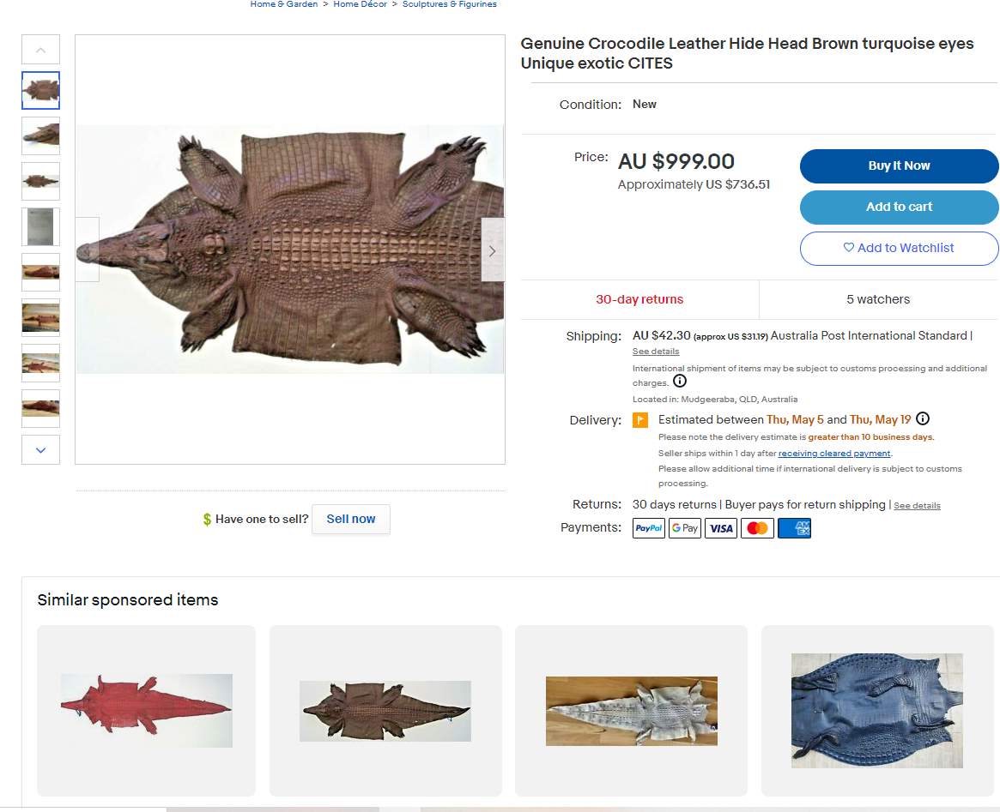 Home & Garden > Home Décor > Sculptures & Figurines
Genuine Crocodile Leather Hide Head Brown turquoise eyes
Unique exotic CITES
Condition: New
Price: AU $999.00
Approximately US $736.51
Buy It Now
Add to cart
Add to Watchlist
30-day returns
5 watchers
Shipping: AU $42.30 (approx US $31.19) Australia Post International Standard |
See details
International shipment of items may be subject to customs processing and additional
charges.
Located in: Mudgeeraba, QLD, Australia
Delivery: Estimated between Thu, May 5 and Thu, May 19
Please note the delivery estimate is greater than 10 business days.
Seller ships within 1 day after receiving cleared payment.
Please allow additional time if international delivery is subject to customs
processing.
Returns: 30 days returns | Buyer pays for return shipping | See details
Payments: PayPal G Pay VISA AM EX
$ Have one to sell? Sell now
Similar sponsored items